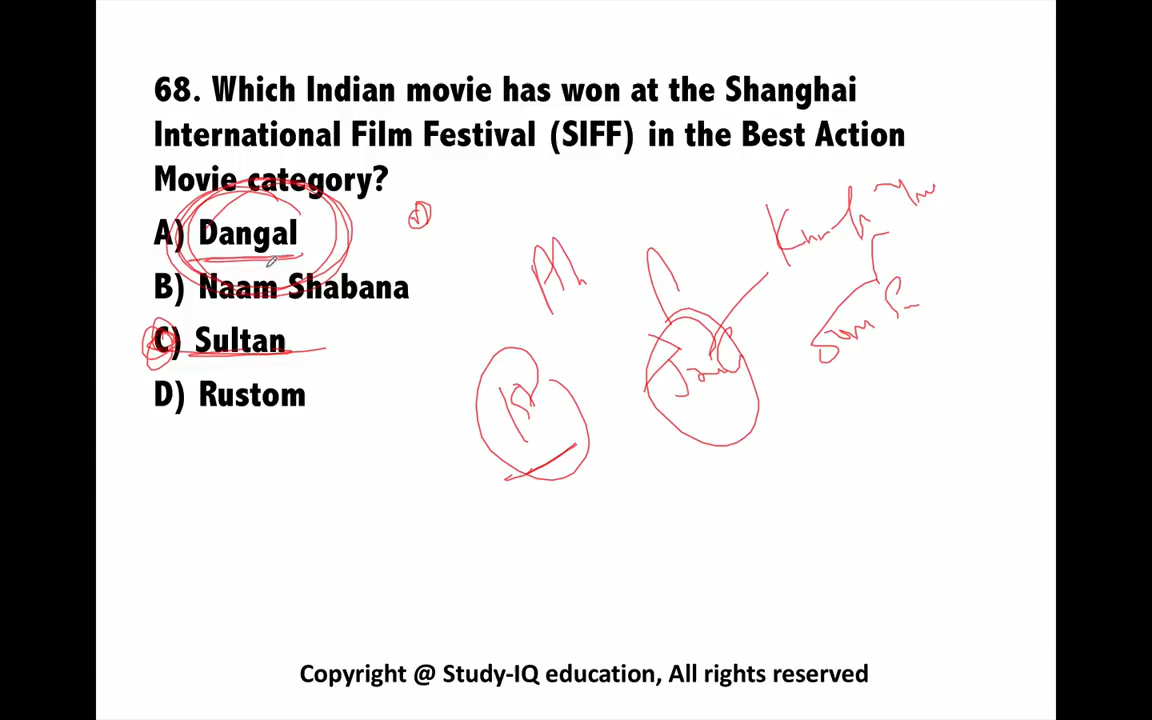 68. Which Indian movie has won at the Shanghai
International Film Festival (SIFF) in the Best Action
Movie category?
A) Dangal
B) Naam Shabana
C) Sultan
D) Rustom
Copyright @ Study-IQ education, All rights reserved